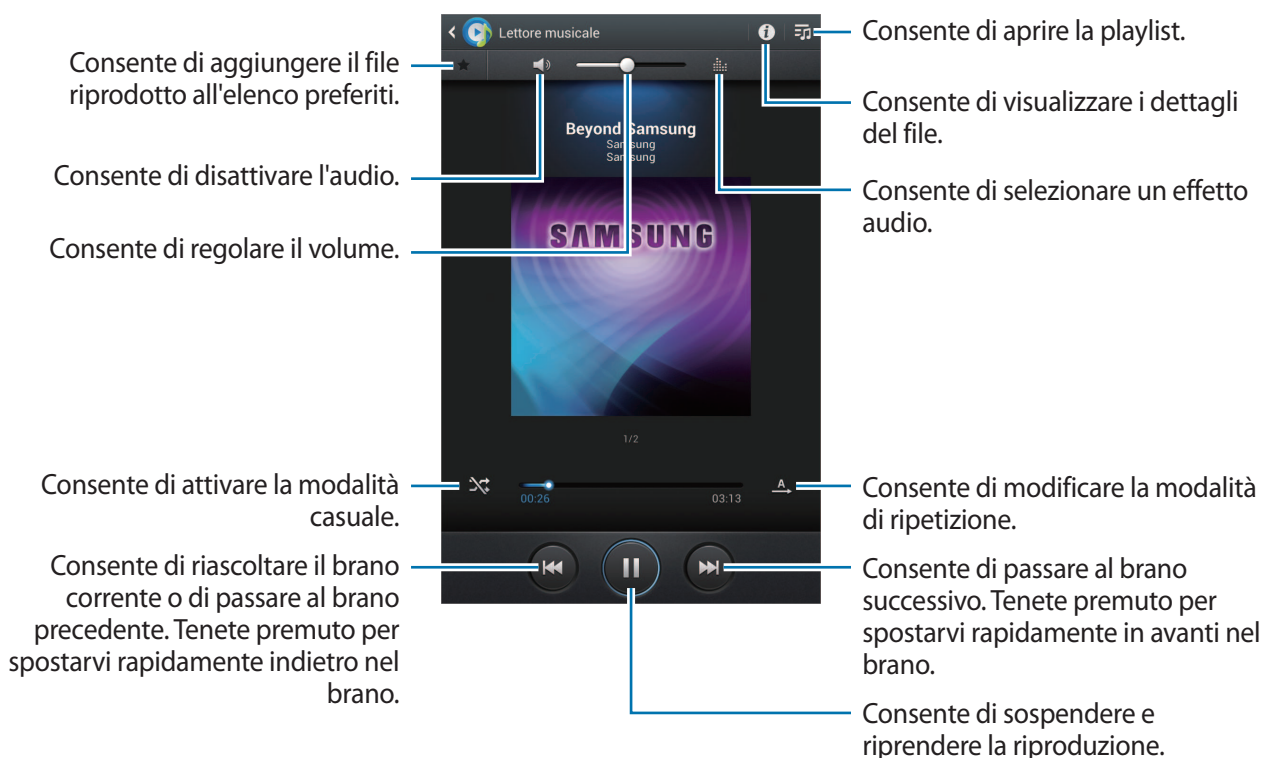 Lettore musicale
Consente di aprire la playlist.
Consente di aggiungere il file
riprodotto all'elenco preferiti.
Consente di visualizzare i dettagli
del file.
Beyond Samsung
Samsung
Samsung
Consente di disattivare l'audio.
Consente di selezionare un effetto
audio.
Consente di regolare il volume.
SAMSUNG
1/2
Consente di attivare la modalità
casuale.
00:26
03:13
A
Consente di modificare la modalità
di ripetizione.
Consente di riascoltare il brano
corrente o di passare al brano
precedente. Tenete premuto per
spostarvi rapidamente indietro nel
brano.
Consente di passare al brano
successivo. Tenete premuto per
spostarvi rapidamente in avanti nel
brano.
Consente di sospendere e
riprendere la riproduzione.